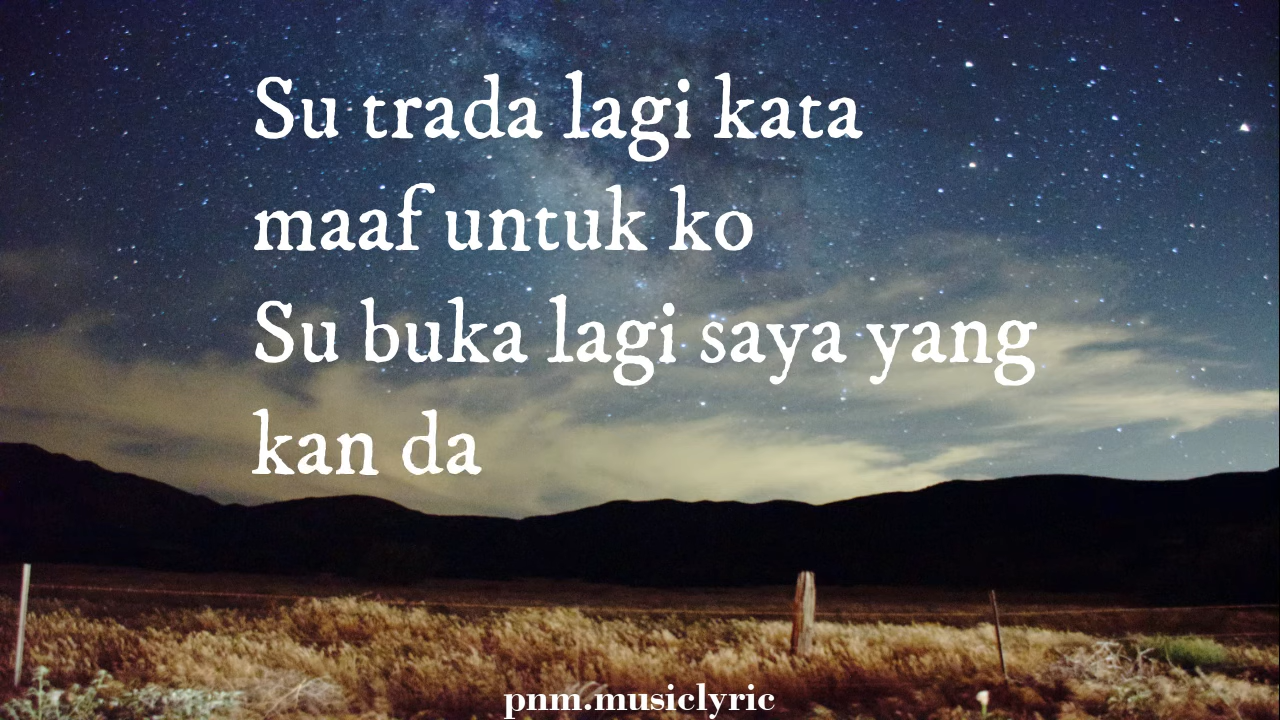 Su trada lagi kata
maaf untuk ko
Su buka lagi saya yang
kan da
pnm.musiclyric